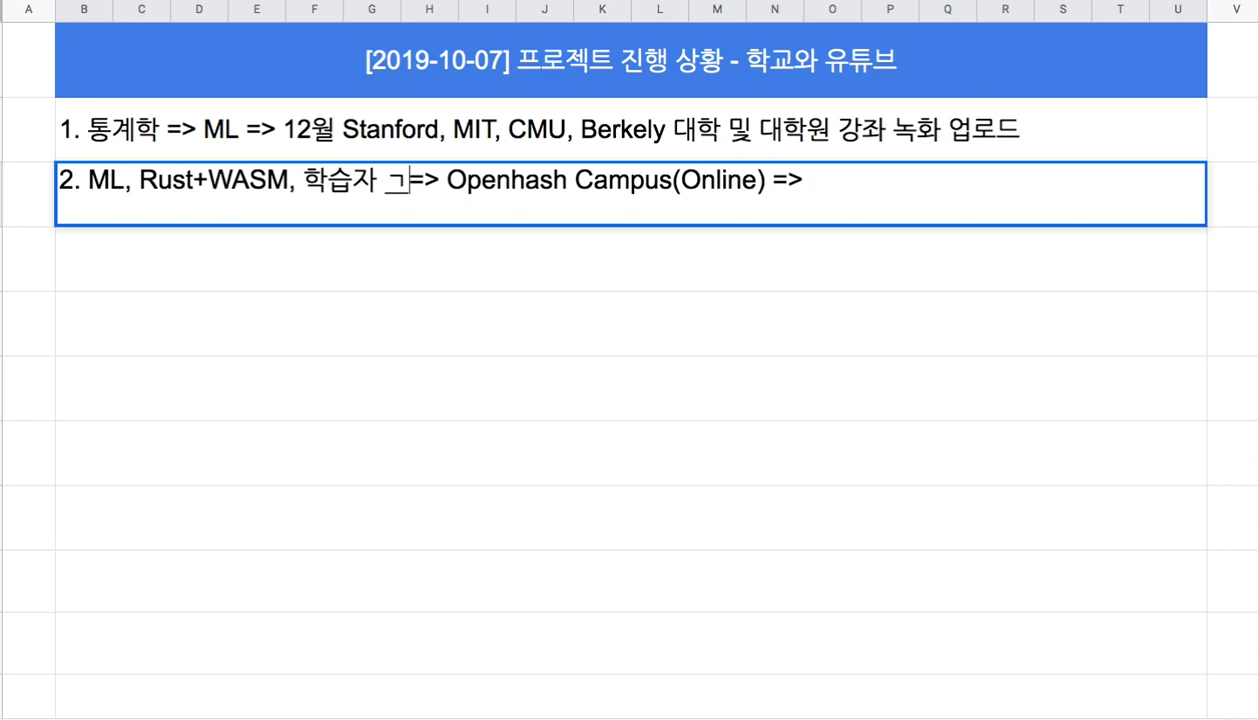 A B C D E F G H I J K L M N O P Q R S T U V
[2019-10-07] 프로젝트 진행 상황 - 학교와 유튜브
1. 통계학 => ML => 12월 Stanford, MIT, CMU, Berkely 대학 및 대학원 강좌 녹화 업로드
2. ML, Rust+WASM, 학습자 ㄱ=> Openhash Campus(Online) =>